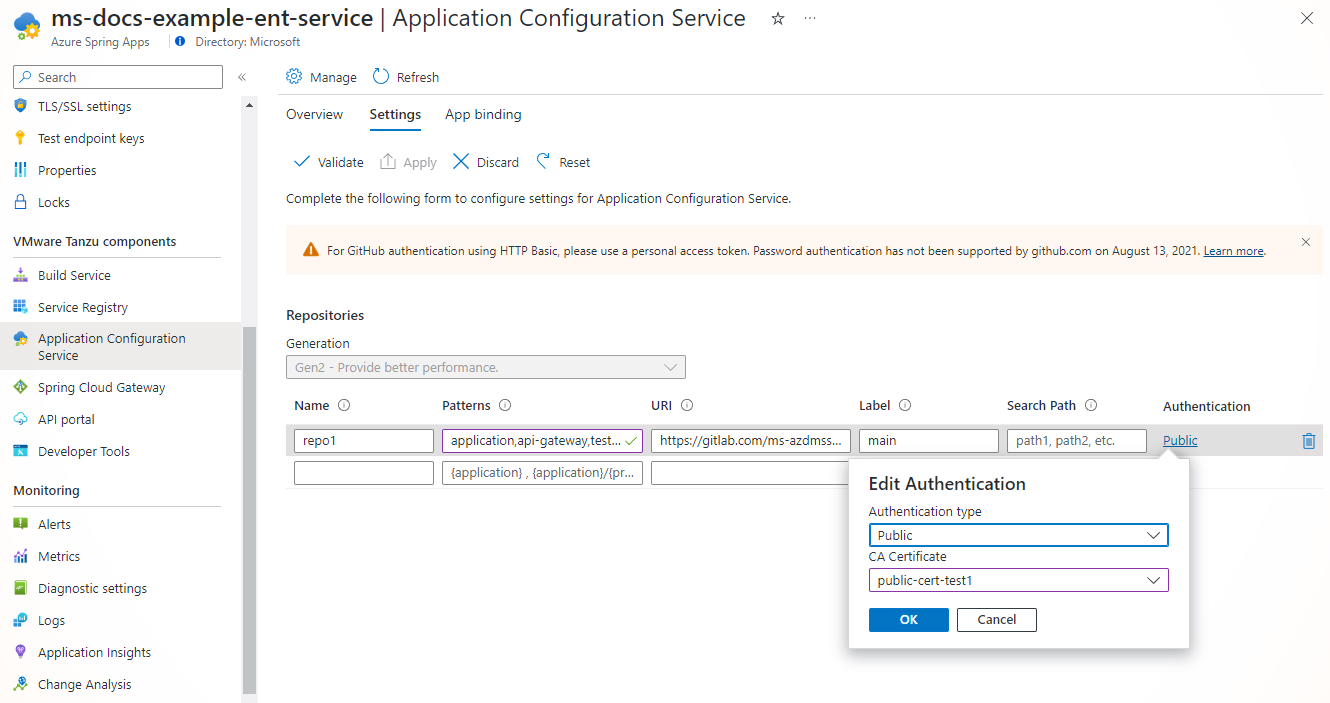 ms-docs-example-ent-service | Application Configuration Service
Azure Spring Apps
Directory: Microsoft
Search
TLS/SSL settings
Test endpoint keys
Properties
Locks
VMware Tanzu components
Build Service
Service Registry
Application Configuration
Service
Spring Cloud Gateway
API portal
Developer Tools
Monitoring
Alerts
Metrics
Diagnostic settings
Logs
Application Insights
Change Analysis
Manage Refresh
Overview Settings App binding
Validate Apply Discard Reset
Complete the following form to configure settings for Application Configuration Service.
For GitHub authentication using HTTP Basic, please use a personal access token. Password authentication has not been supported by github.com on August 13, 2021. Learn more.
Repositories
Generation
Gen2 - Provide better performance.
Name Patterns URI Label Search Path Authentication
repo1 application,api-gateway,test... https://gitlab.com/ms-azdmss... main path1, path2, etc. Public
{application} , {application}/{pr...
Edit Authentication
Authentication type
Public
CA Certificate
public-cert-test1
OK Cancel